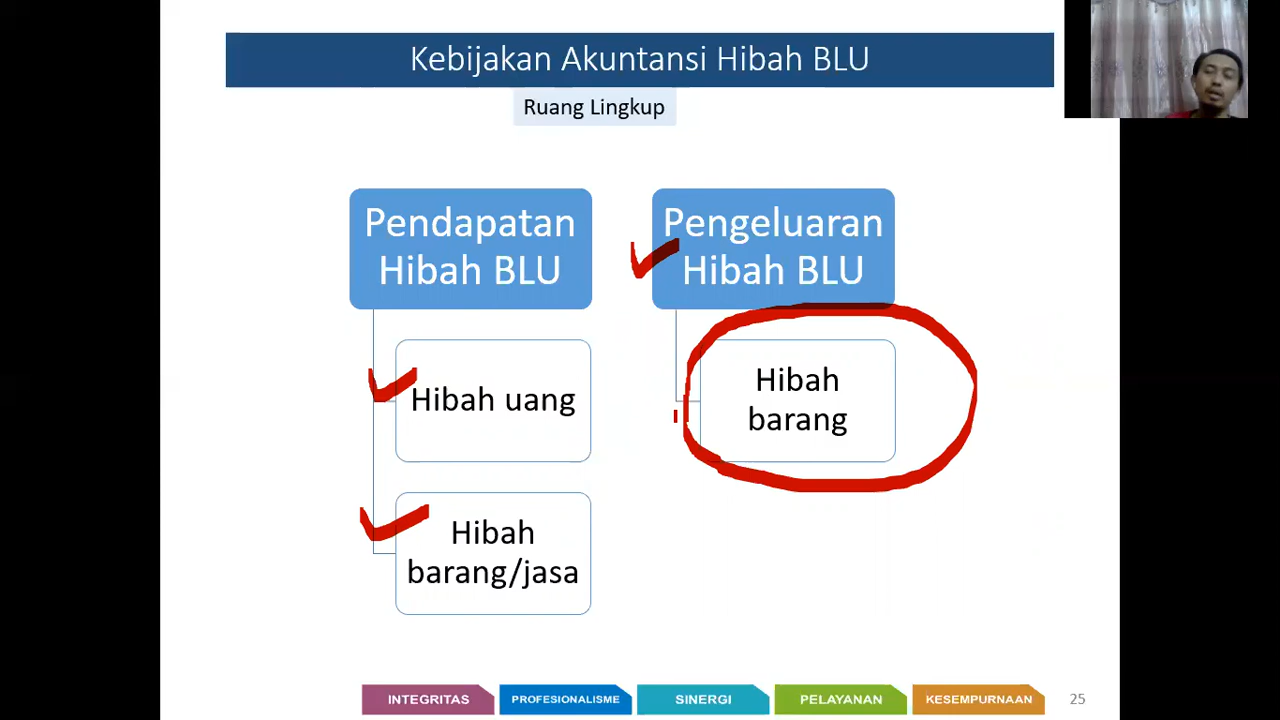 Kebijakan Akuntansi Hibah BLU
Ruang Lingkup
Pendapatan
Hibah BLU
Hibah uang
Hibah
barang/jasa
Pengeluaran
Hibah BLU
Hibah
barang
INTEGRITAS
PROFESIONALISME
SINERGI
PELAYANAN
KESEMPURNAAN
25